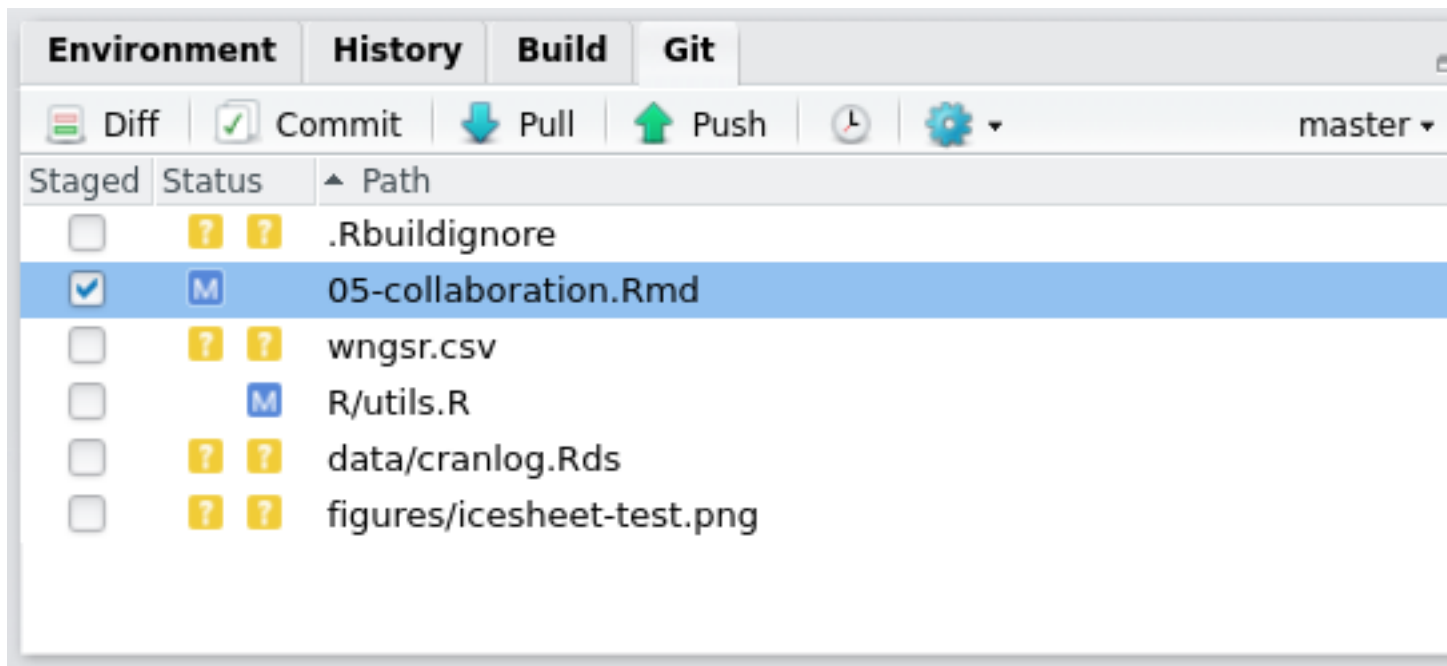 Environment History Build Git
Diff Commit Pull Push master
Staged Status Path
? ? .Rbuildignore
M 05-collaboration.Rmd
? ? wngsr.csv
M R/utils.R
? ? data/cranlog.Rds
? ? figures/icesheet-test.png